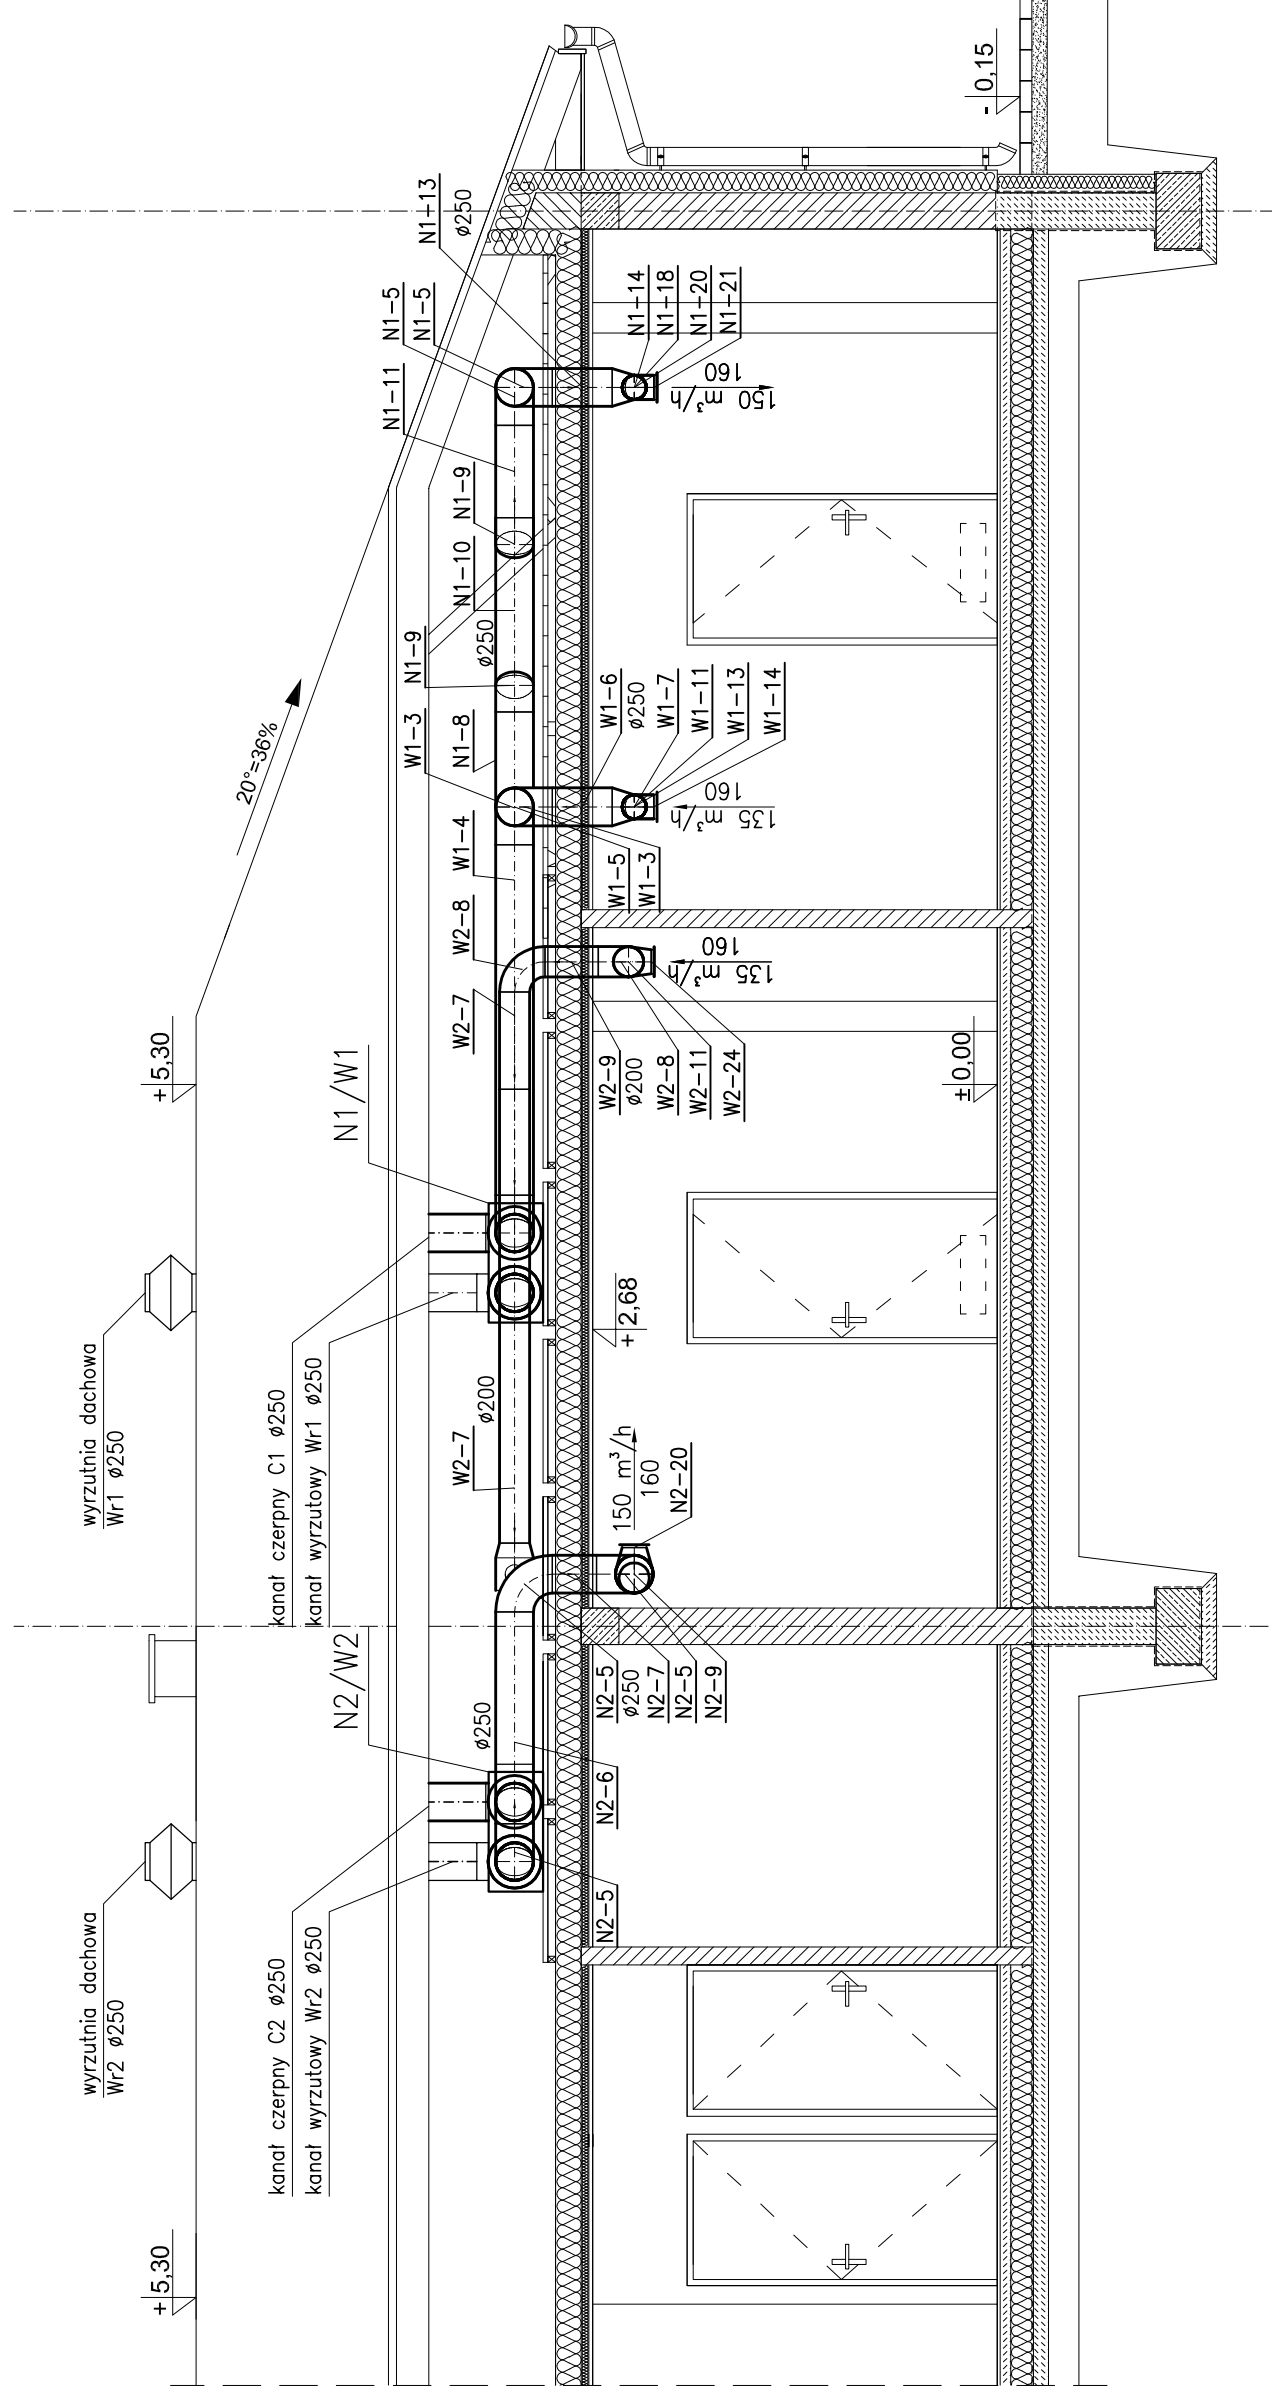 wyrzutnia dachowa
Wr2 ø250
wyrzutnia dachowa
Wr1 ø250
+5,30
+5,30
20°=36%
kanał czerpny C2 ø250
kanał wyrzutowy Wr2 ø250
kanał czerpny C1 ø250
kanał wyrzutowy Wr1 ø250
N2/W2
N1/W1
W1-3
N1-9
N1-11
N1-5
N1-5
N1-13
ø250
ø250
W2-7
ø200
W2-7
W2-8
W1-4
N1-8
ø250
N1-10
N1-9
N2-5
N2-6
N2-5
ø250
N2-7
N2-5
N2-9
150 m³/h
160
N2-20
+2,68
W2-9
ø200
W2-8
W2-11
W2-24
135 m³/h
160
W1-5
W1-3
135 m³/h
160
W1-6
ø250
W1-7
W1-11
W1-13
W1-14
150 m³/h
160
N1-14
N1-18
N1-20
N1-21
±0,00
- 0,15